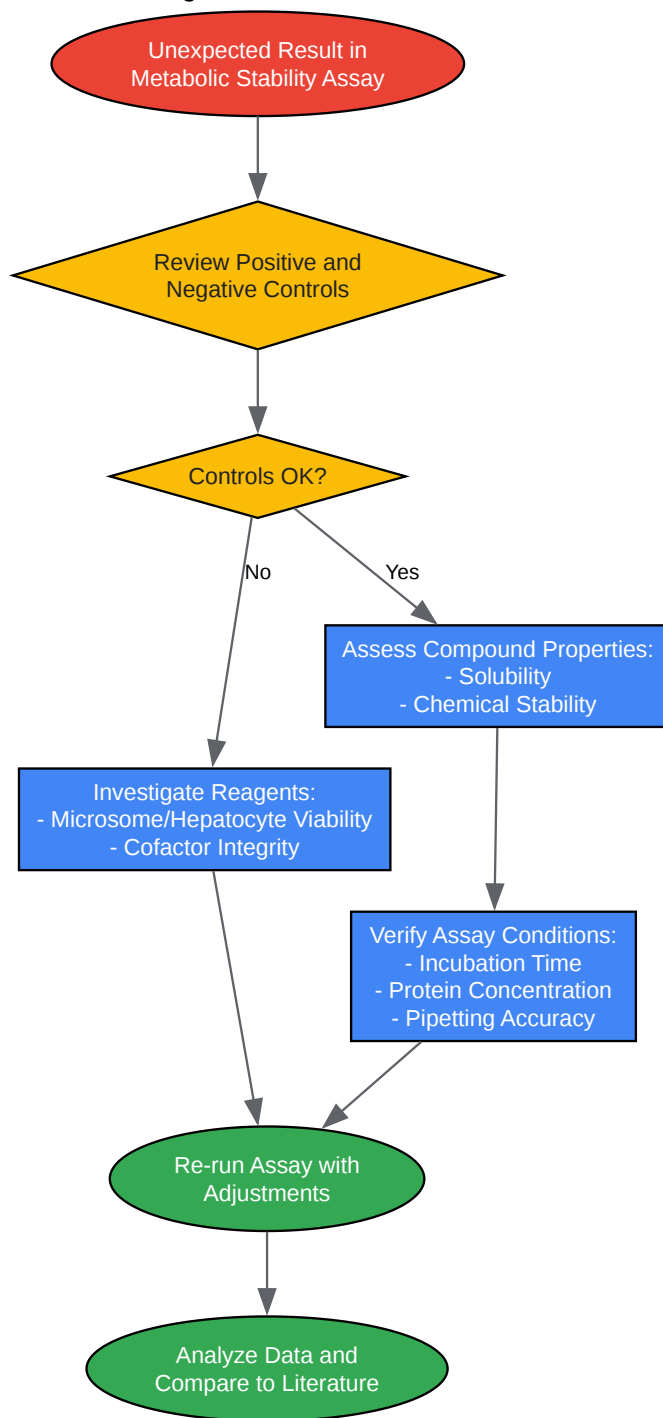 Unexpected Result in
Metabolic Stability Assay
Review Positive and
Negative Controls
Controls OK?
No
Yes
Assess Compound Properties:
- Solubility
- Chemical Stability
Investigate Reagents:
- Microsome/Hepatocyte Viability
- Cofactor Integrity
Verify Assay Conditions:
- Incubation Time
- Protein Concentration
- Pipetting Accuracy
Re-run Assay with
Adjustments
Analyze Data and
Compare to Literature